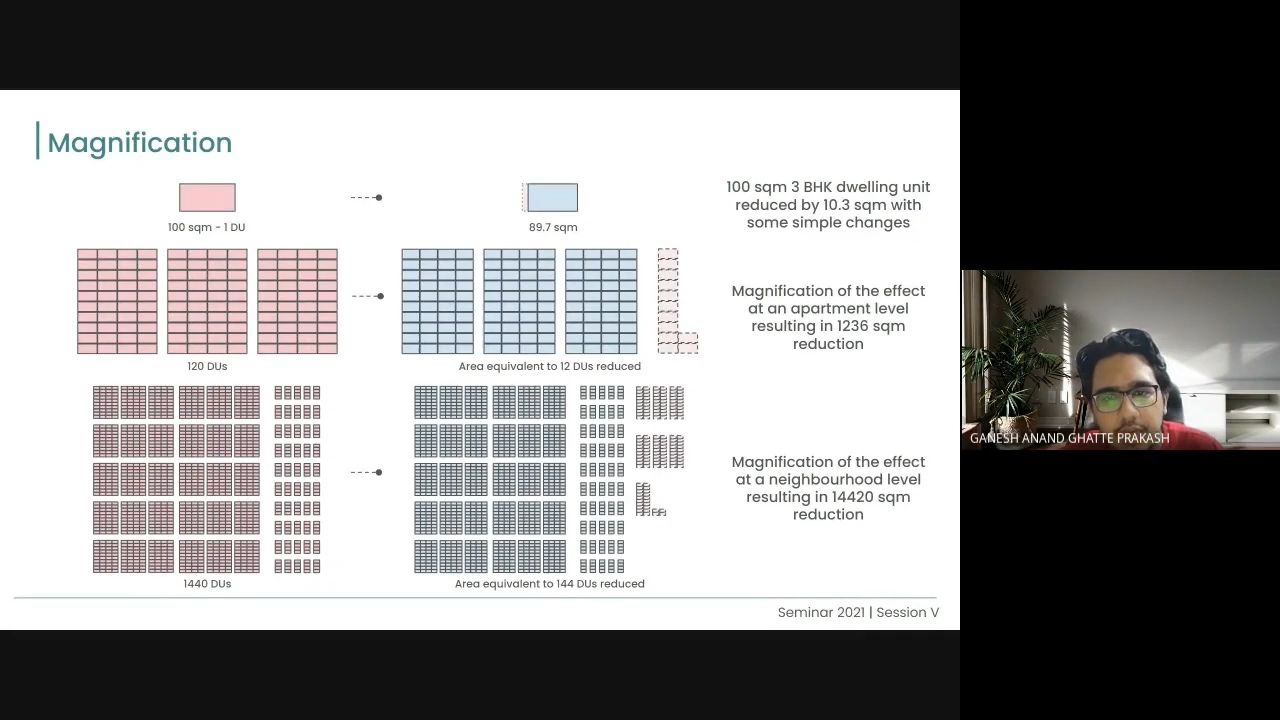 Magnification
100 sqm - 1 DU
89.7 sqm
100 sqm 3 BHK dwelling unit
reduced by 10.3 sqm with
some simple changes
120 DUs
Area equivalent to 12 DUs reduced
Magnification of the effect
at an apartment level
resulting in 1236 sqm
reduction
1440 DUs
Area equivalent to 144 DUs reduced
Magnification of the effect
at a neighbourhood level
resulting in 14420 sqm
reduction
Seminar 2021 | Session V
GANESH ANAND GHATTE PRAKASH